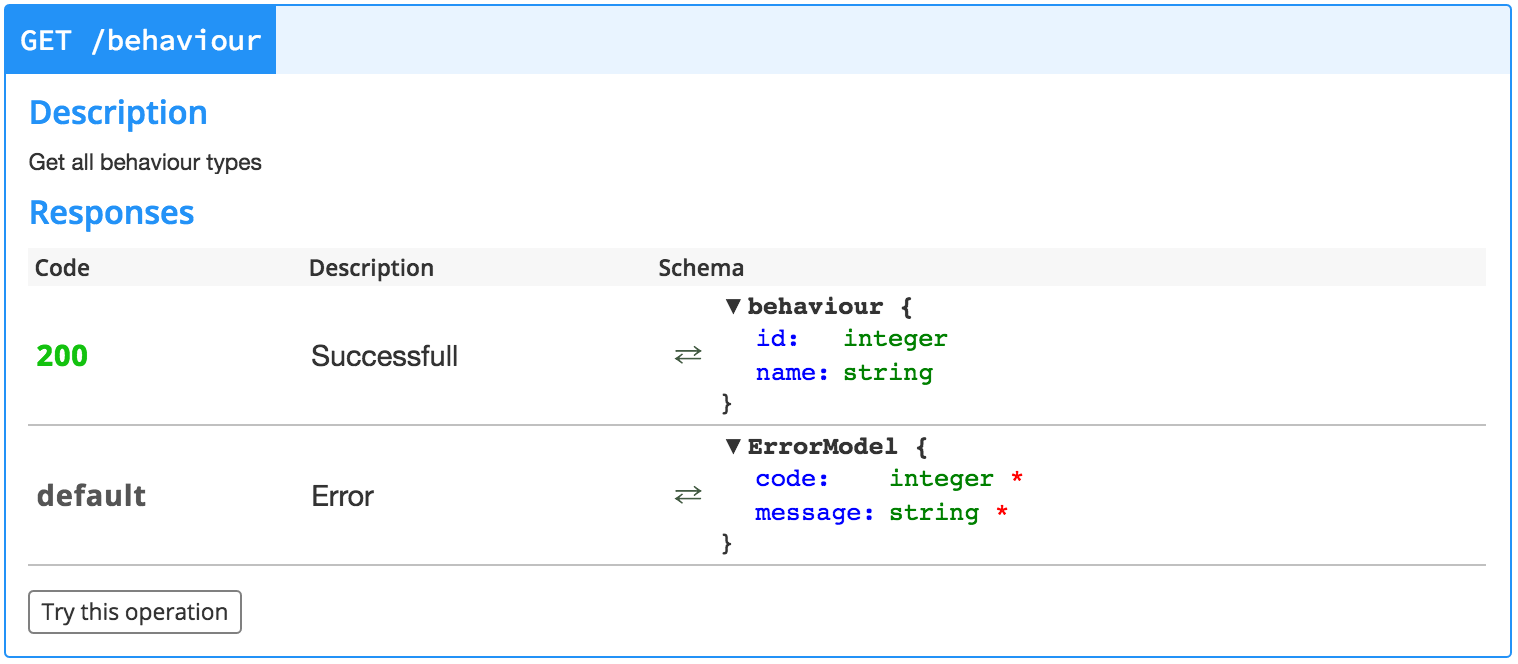 GET /behaviour
Description
Get all behaviour types
Responses
Code Description Schema
▼behaviour {
id: integer
200 Successfull ⇄
name: string
}
▼ErrorModel {
code: integer *
default Error ⇄
message: string *
}
Try this operation